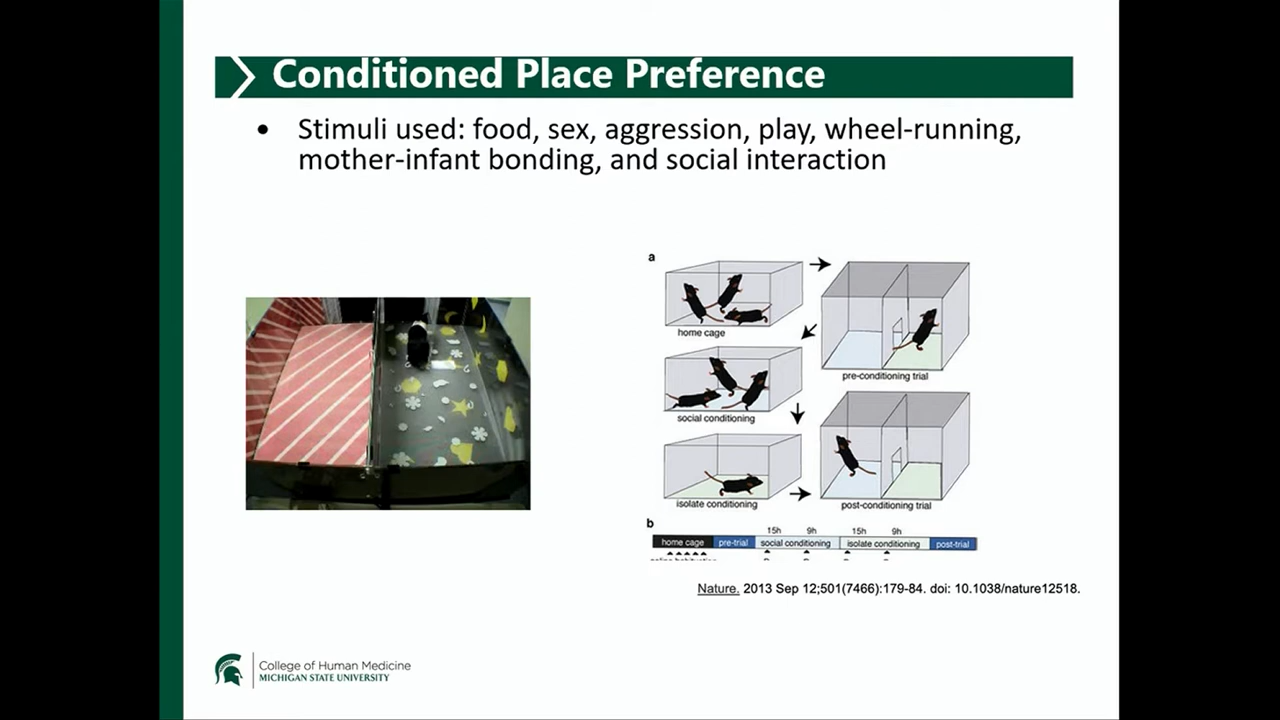 Conditioned Place Preference
• Stimuli used: food, sex, aggression, play, wheel-running,
mother-infant bonding, and social interaction
a
home cage
pre-conditioning trial
social conditioning
isolate conditioning
post-conditioning trial
b
15h 9h 15h 9h
home cage pre-trial social conditioning isolate conditioning post-trial
Nature. 2013 Sep 12;501(7466):179-84. doi: 10.1038/nature12518.
College of Human Medicine
MICHIGAN STATE UNIVERSITY